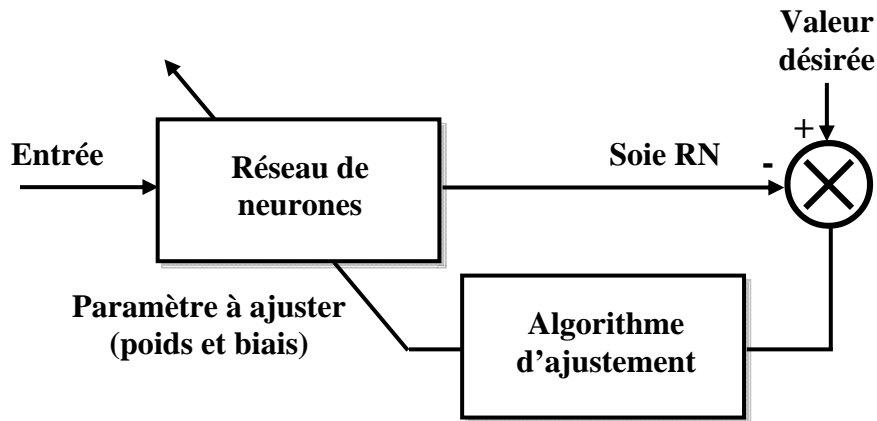 Valeur
désirée
+
Entrée
Réseau de
neurones
Soie RN
-
Paramètre à ajuster
(poids et biais)
Algorithme
d’ajustement